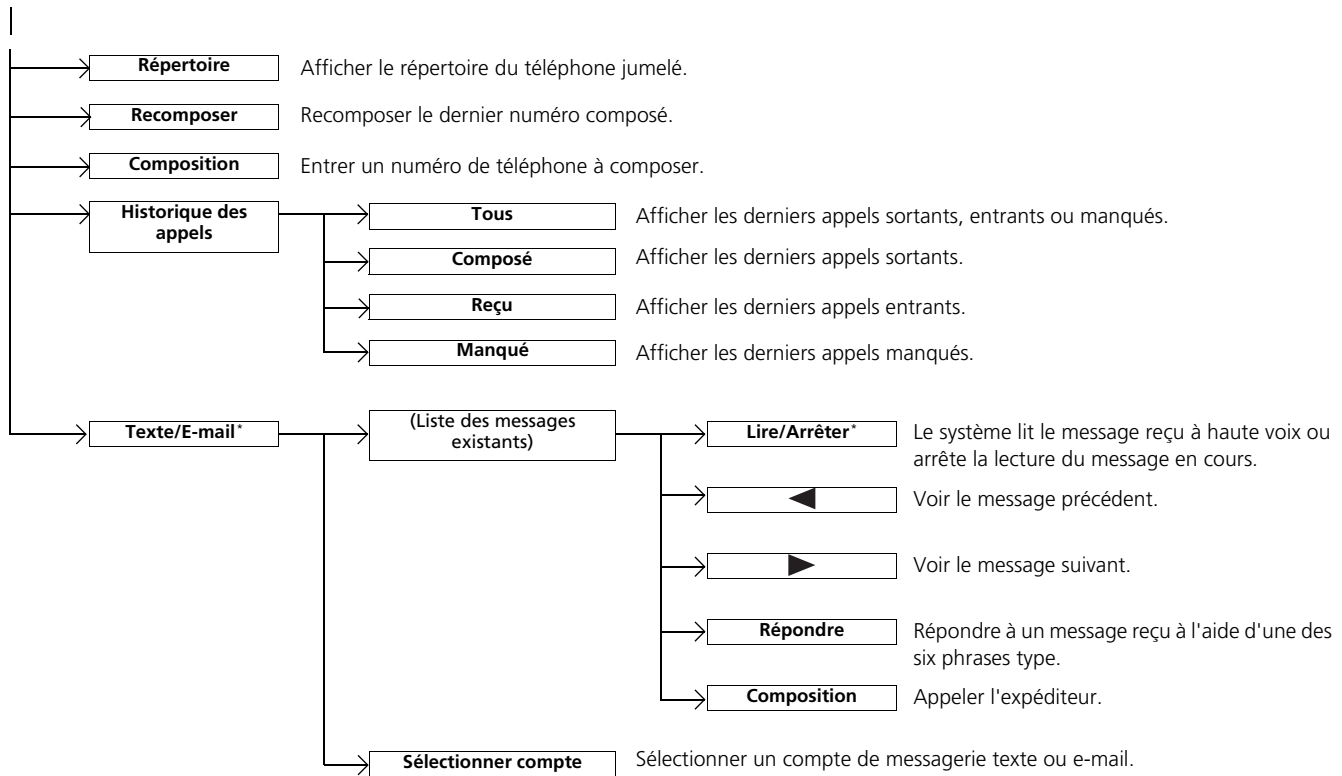 Répertoire Afficher le répertoire du téléphone jumelé.
Recomposer Recomposer le dernier numéro composé.
Composition Entrer un numéro de téléphone à composer.
Historique des
appels
Tous Afficher les derniers appels sortants, entrants ou manqués.
Composé Afficher les derniers appels sortants.
Reçu Afficher les derniers appels entrants.
Manqué Afficher les derniers appels manqués.
Texte/E-mail*
(Liste des messages
existants)
Lire/Arrêter* Le système lit le message reçu à haute voix ou
arrête la lecture du message en cours.
◀ Voir le message précédent.
▶ Voir le message suivant.
Répondre Répondre à un message reçu à l'aide d'une des
six phrases type.
Composition Appeler l'expéditeur.
Sélectionner compte Sélectionner un compte de messagerie texte ou e-mail.